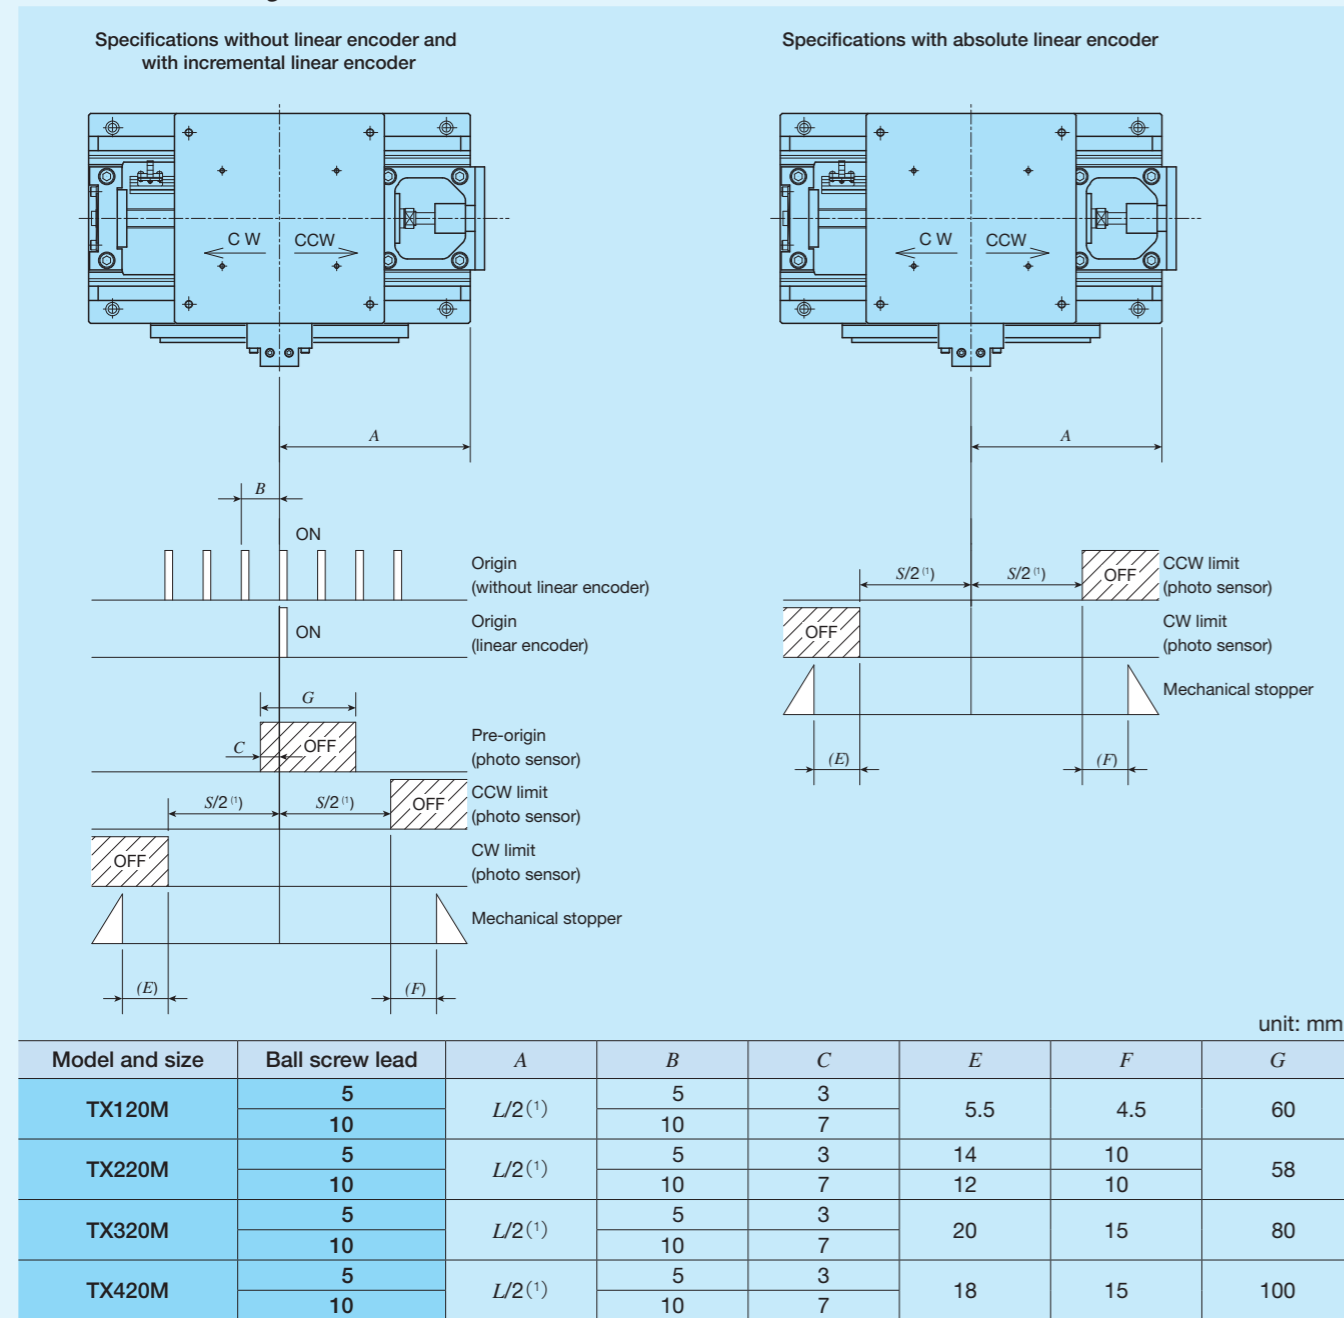 Specifications without linear encoder and
with incremental linear encoder
C W CCW
A
B
ON
Origin
(without linear encoder)
ON
Origin
(linear encoder)
G
C
OFF
Pre-origin
(photo sensor)
S/2 (1) S/2 (1)
OFF
CCW limit
(photo sensor)
OFF
CW limit
(photo sensor)
Mechanical stopper
(E) (F)
Specifications with absolute linear encoder
C W CCW
A
S/2 (1) S/2 (1)
OFF
CCW limit
(photo sensor)
OFF
CW limit
(photo sensor)
Mechanical stopper
(E) (F)
unit: mm
Model and size Ball screw lead A B C E F G
TX120M 5 L/2(1) 5 3 5.5 4.5 60
10 10 7
TX220M 5 L/2(1) 5 3 14 10 58
10 10 7 12 10
TX320M 5 L/2(1) 5 3 20 15 80
10 10 7
TX420M 5 L/2(1) 5 3 18 15 100
10 10 7